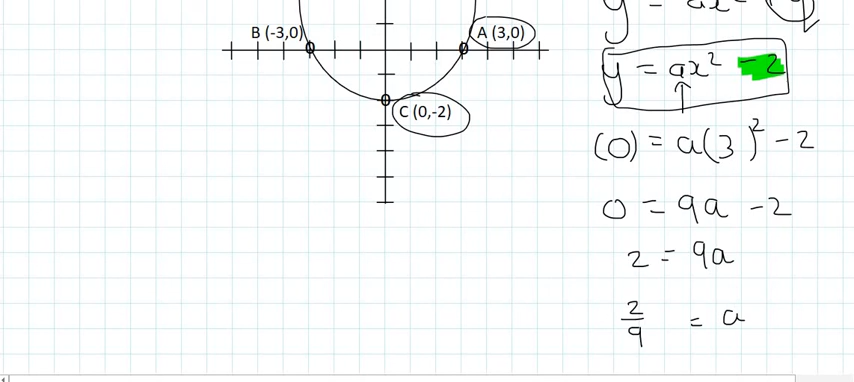 y = ax² - q
B (-3,0)
A (3,0)
y = ax² - 2
C (0,-2)
(0) = a(3)² - 2
0 = 9a - 2
2 = 9a
2/9 = a